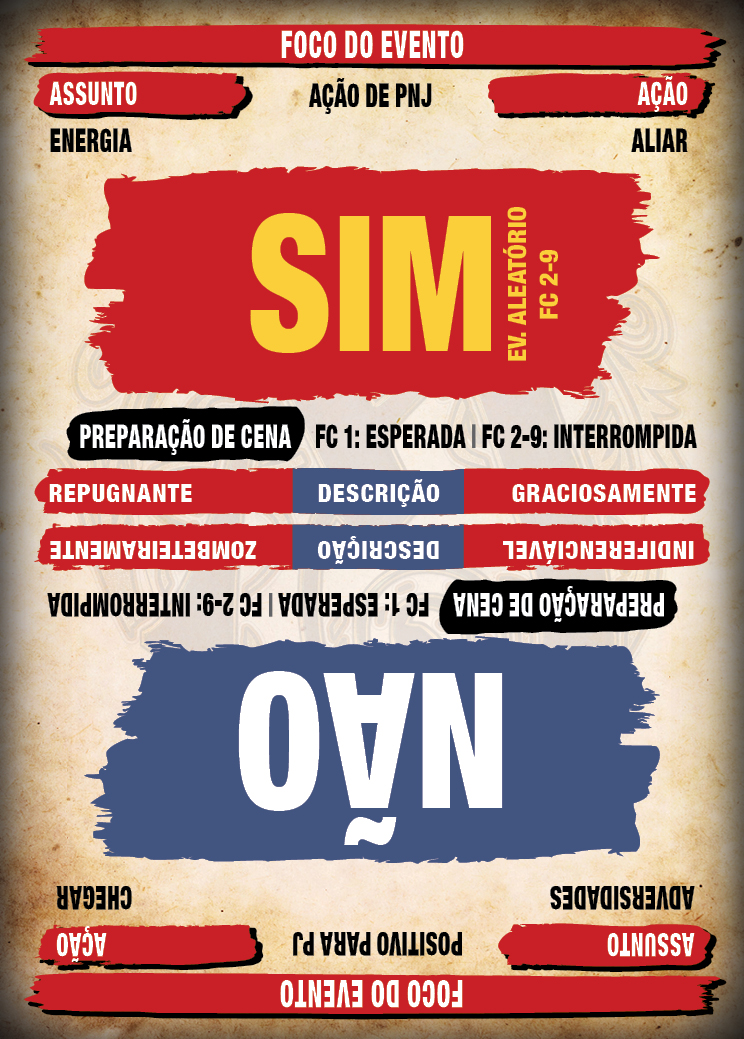 FOCO DO EVENTO
ASSUNTO AÇÃO DE PNJ AÇÃO
ENERGIA ALIAR
SIM
EV. ALEATÓRIO
FC 2-9
PREPARAÇÃO DE CENA FC 1: ESPERADA | FC 2-9: INTERROMPIDA
REPUGNANTE DESCRIÇÃO GRACIOSAMENTE
INDIFERENCIÁVEL DESCRIÇÃO ZOMBETEIRAMENTE
PREPARAÇÃO DE CENA FC 1: ESPERADA | FC 2-9: INTERROMPIDA
NÃO
ADVERSIDADES CHEGAR
ASSUNTO POSITIVO PARA PJ AÇÃO
FOCO DO EVENTO